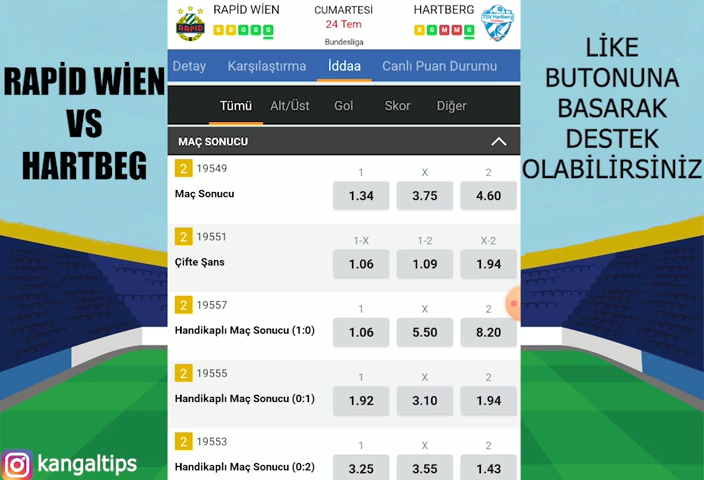 RAPİD WİEN
VS
HARTBEG
RAPİD WİEN
CUMARTESİ
HARTBERG
24 Tem
B B G G G
B G M M G
Bundesliga
Detay Karşılaştırma İddaa Canlı Puan Durumu
Tümü Alt/Üst Gol Skor Diğer
MAÇ SONUCU
2 19549
1 X 2
Maç Sonucu
1.34 3.75 4.60
2 19551
1-X 1-2 X-2
Çifte Şans
1.06 1.09 1.94
2 19557
1 X 2
Handikaplı Maç Sonucu (1:0)
1.06 5.50 8.20
2 19555
1 X 2
Handikaplı Maç Sonucu (0:1)
1.92 3.10 1.94
2 19553
1 X 2
Handikaplı Maç Sonucu (0:2)
3.25 3.55 1.43
LİKE
BUTONUNA
BASARAK
DESTEK
OLABİLİRSİNİZ
kangaltips
RAPID
TSV Hartberg